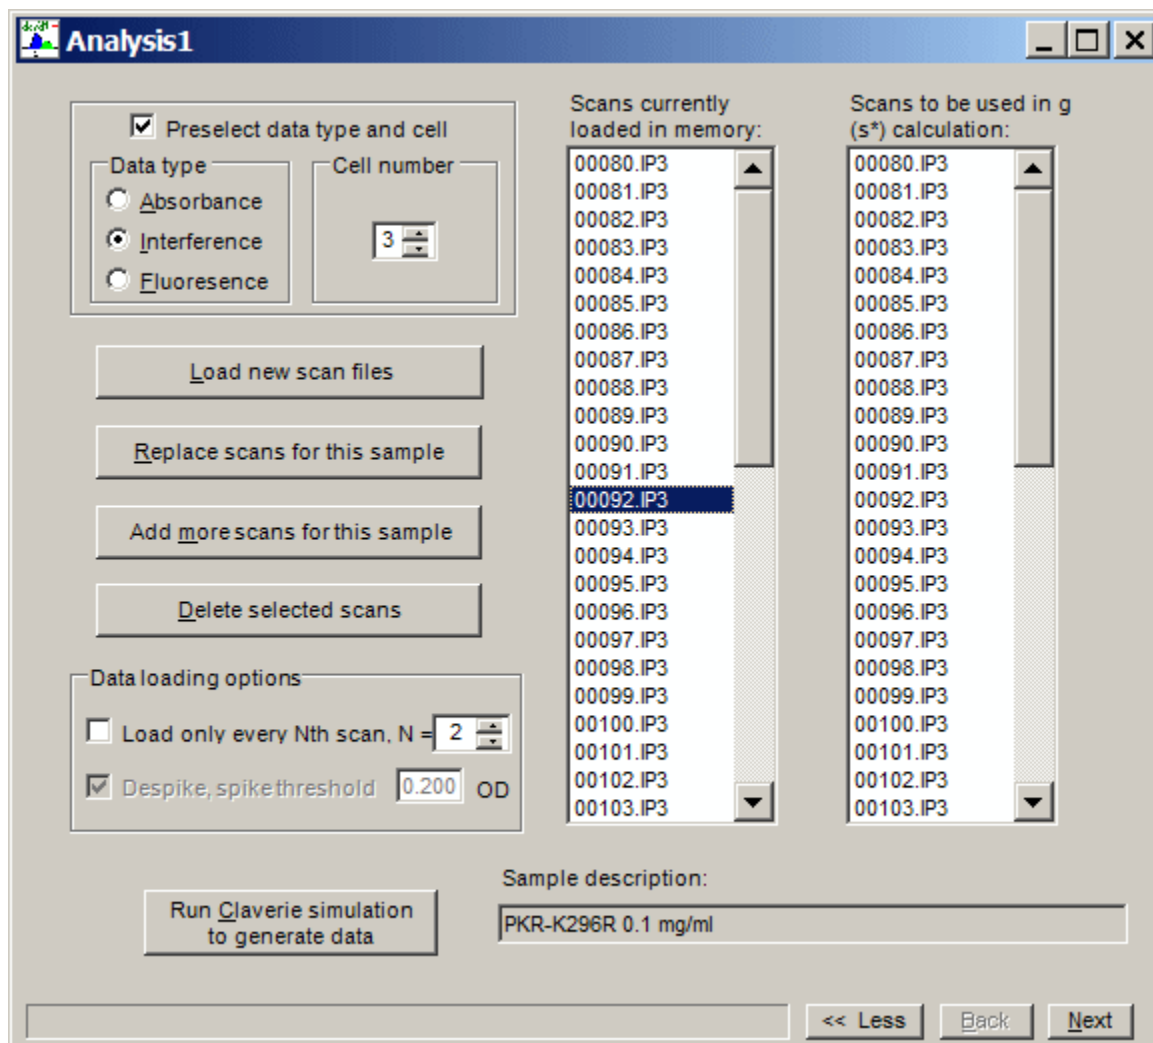 Analysis1
Preselect data type and cell
Data type
Absorbance
Interference
Fluoresence
Cell number
3
Load new scan files
Replace scans for this sample
Add more scans for this sample
Delete selected scans
Data loading options
Load only every Nth scan, N = 2
Despike, spike threshold 0.200 OD
Run Claverie simulation
to generate data
Scans currently
loaded in memory:
00080.IP3
00081.IP3
00082.IP3
00083.IP3
00084.IP3
00085.IP3
00086.IP3
00087.IP3
00088.IP3
00089.IP3
00090.IP3
00091.IP3
00092.IP3
00093.IP3
00094.IP3
00095.IP3
00096.IP3
00097.IP3
00098.IP3
00099.IP3
00100.IP3
00101.IP3
00102.IP3
00103.IP3
Scans to be used in g
(s*) calculation:
00080.IP3
00081.IP3
00082.IP3
00083.IP3
00084.IP3
00085.IP3
00086.IP3
00087.IP3
00088.IP3
00089.IP3
00090.IP3
00091.IP3
00092.IP3
00093.IP3
00094.IP3
00095.IP3
00096.IP3
00097.IP3
00098.IP3
00099.IP3
00100.IP3
00101.IP3
00102.IP3
00103.IP3
Sample description:
PKR-K296R 0.1 mg/ml
<< Less
Back
Next